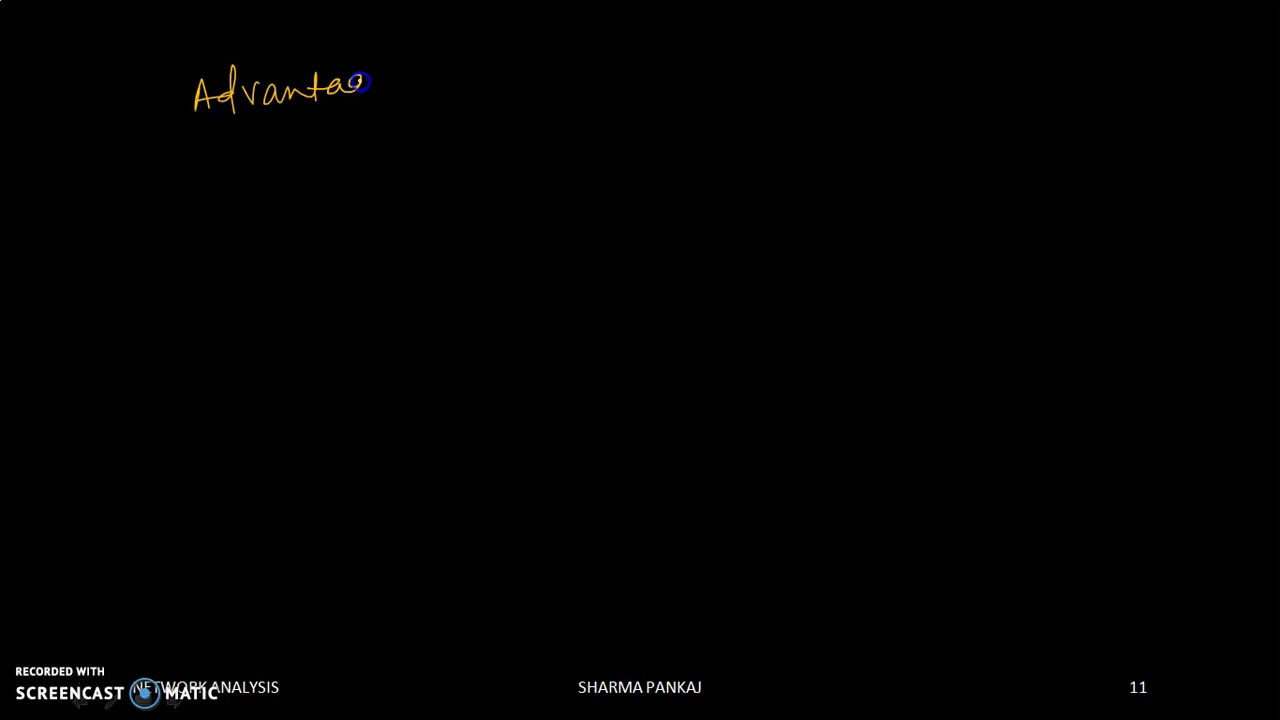 Advanta
RECORDED WITH
SCREENCAST MATIC
NETWORK ANALYSIS
SHARMA PANKAJ
11